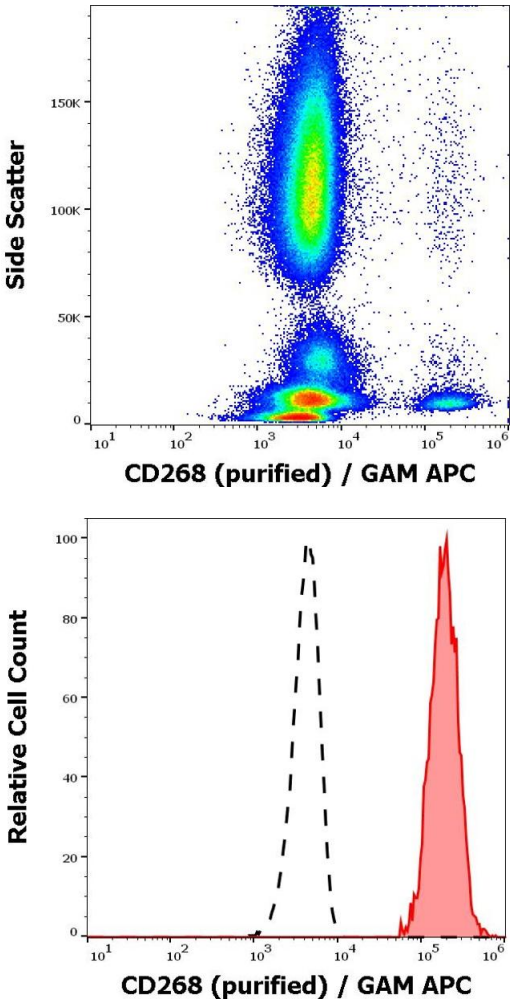 Side Scatter
150K
100K
50K
0
10¹ 10² 10³ 10⁴ 10⁵ 10⁶
CD268 (purified) / GAM APC
Relative Cell Count
100
80
60
40
20
0
10¹ 10² 10³ 10⁴ 10⁵ 10⁶
CD268 (purified) / GAM APC